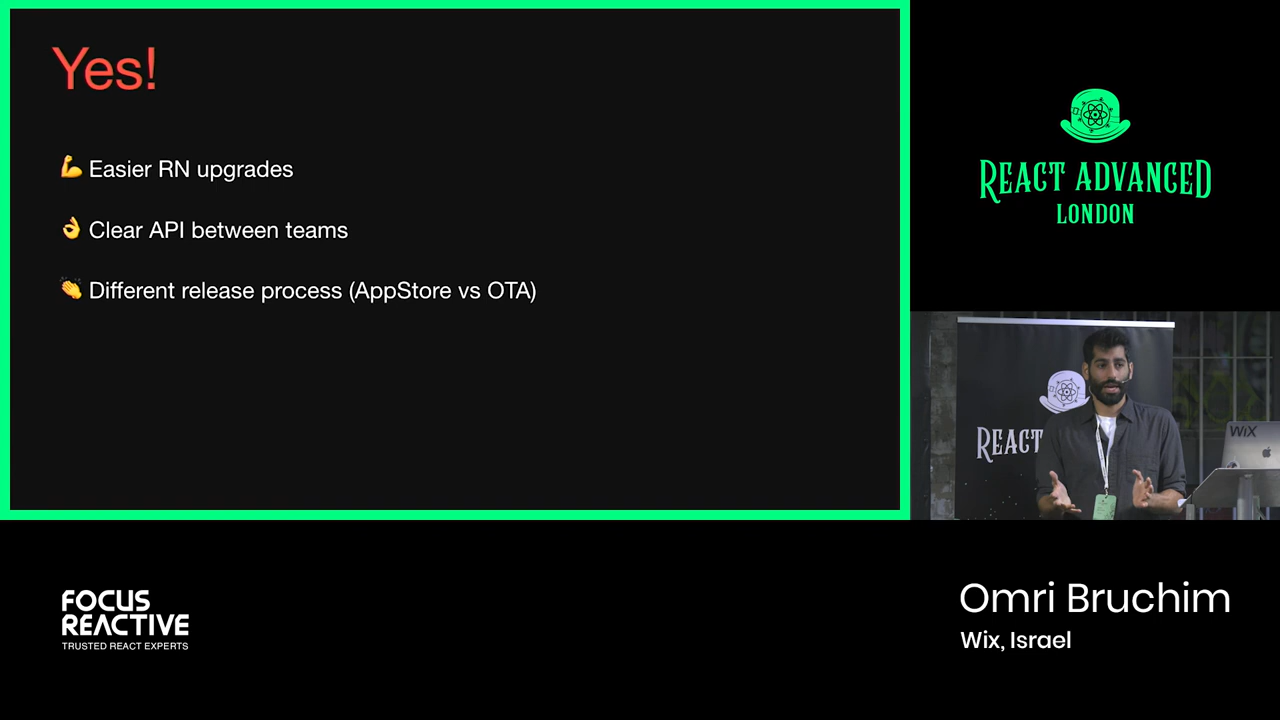 Yes!
💪 Easier RN upgrades
👌 Clear API between teams
👏 Different release process (AppStore vs OTA)
REACT ADVANCED
LONDON
REACT
WIX
FOCUS
REACTIVE
TRUSTED REACT EXPERTS
Omri Bruchim
Wix, Israel